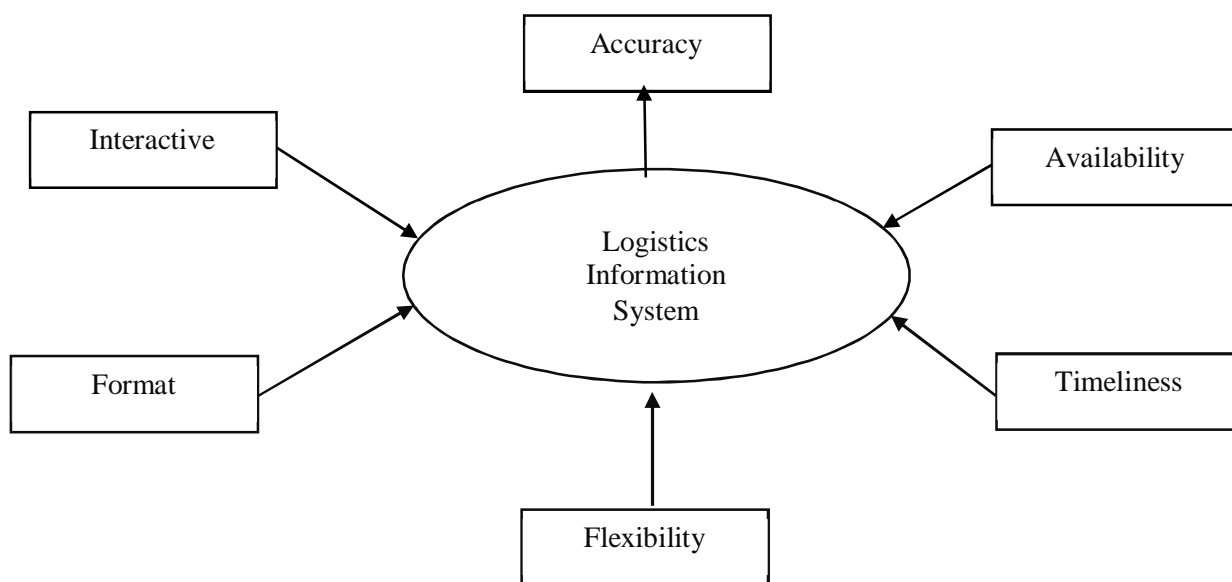 Accuracy
Interactive
Availability
Logistics
Information
System
Format
Timeliness
Flexibility